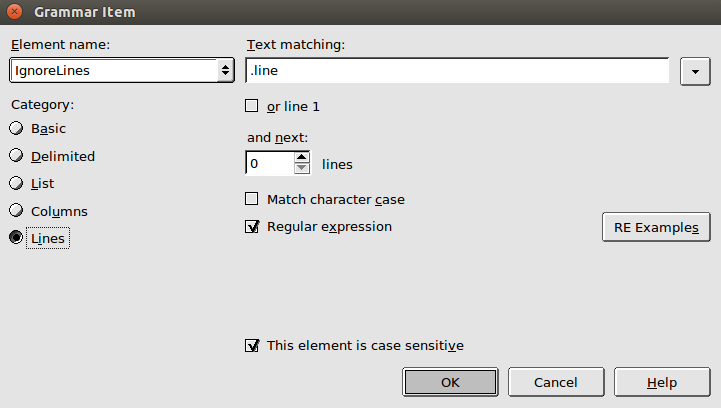 Grammar Item
Element name:
IgnoreLines
Text matching:
.line
Category:
Basic
Delimited
List
Columns
Lines
or line 1
and next:
0 lines
Match character case
Regular expression
RE Examples
This element is case sensitive
OK Cancel Help